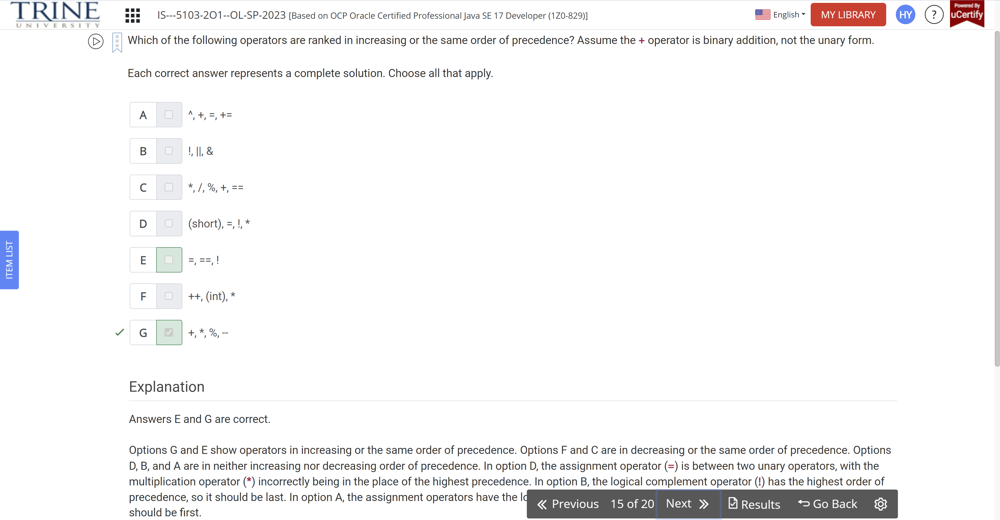 TRINE
UNIVERSITY
IS---5103-2O1--OL-SP-2023 [Based on OCP Oracle Certified Professional Java SE 17 Developer (1Z0-829)]
English
MY LIBRARY
HY
?
Powered By
uCertify
Which of the following operators are ranked in increasing or the same order of precedence? Assume the + operator is binary addition, not the unary form.
Each correct answer represents a complete solution. Choose all that apply.
A ^, +, =, +=
B !, ||, &
C *, /, %, +, ==
D (short), =, !, *
E =, ==, !
F ++, (int), *
G +, *, %, --
ITEM LIST
Explanation
Answers E and G are correct.
Options G and E show operators in increasing or the same order of precedence. Options F and C are in decreasing or the same order of precedence. Options
D, B, and A are in neither increasing nor decreasing order of precedence. In option D, the assignment operator (=) is between two unary operators, with the
multiplication operator (*) incorrectly being in the place of the highest precedence. In option B, the logical complement operator (!) has the highest order of
precedence, so it should be last. In option A, the assignment operators have the
should be first.
Previous 15 of 20 Next Results Go Back